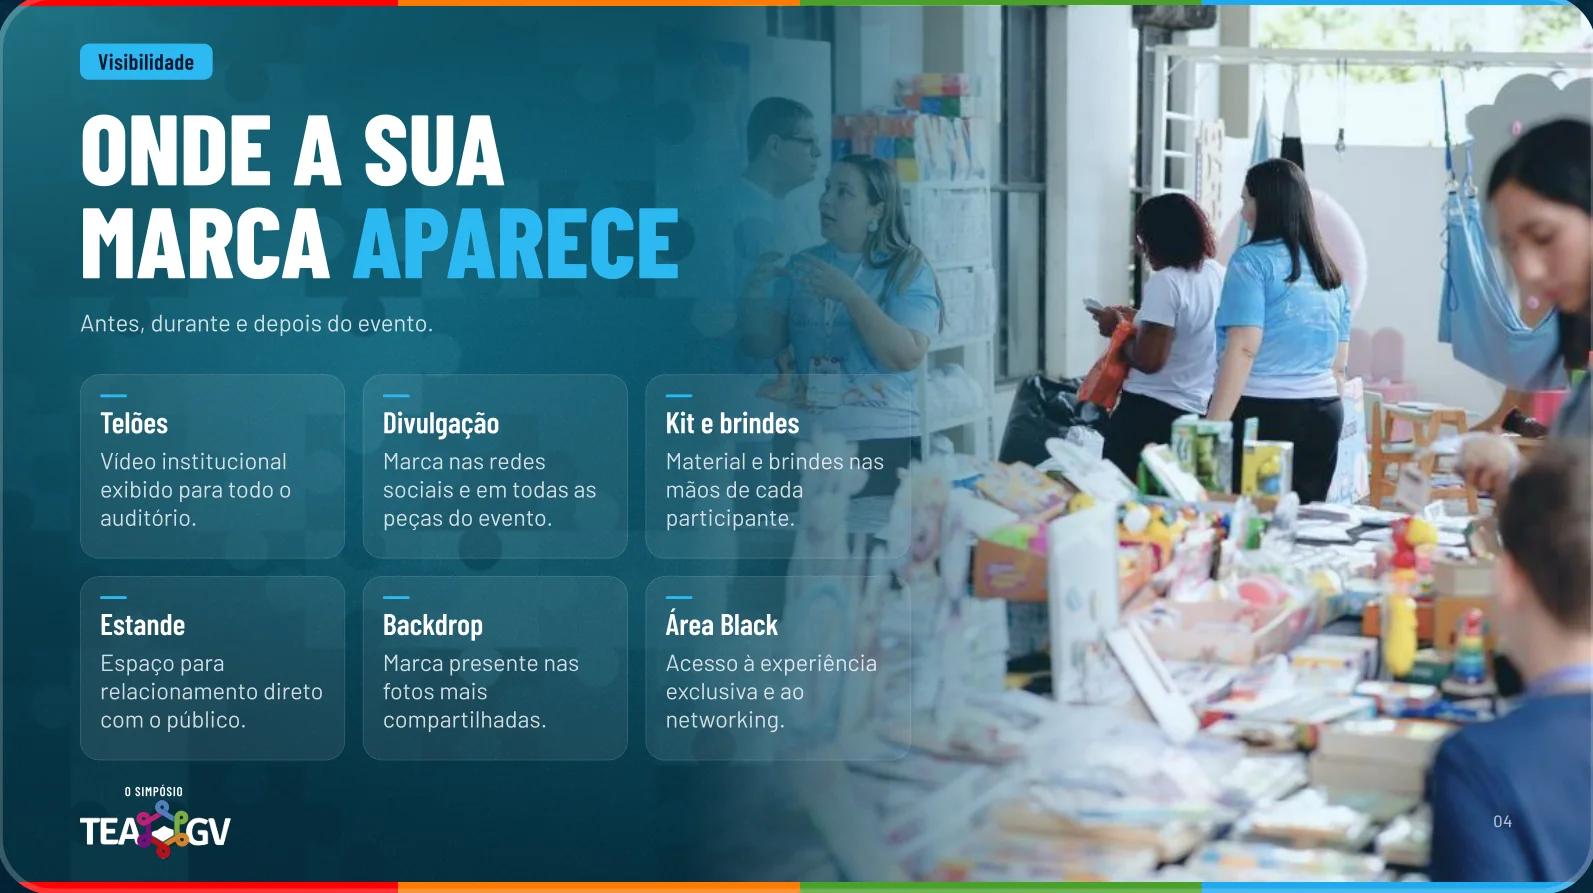 Visibilidade
ONDE A SUA
MARCA APARECE
Antes, durante e depois do evento.
Telões
Vídeo institucional
exibido para todo o
auditório.
Divulgação
Marca nas redes
sociais e em todas as
peças do evento.
Kit e brindes
Material e brindes nas
mãos de cada
participante.
Estande
Espaço para
relacionamento direto
com o público.
Backdrop
Marca presente nas
fotos mais
compartilhadas.
Área Black
Acesso à experiência
exclusiva e ao
networking.
O SIMPÓSIO
TEA GV
04